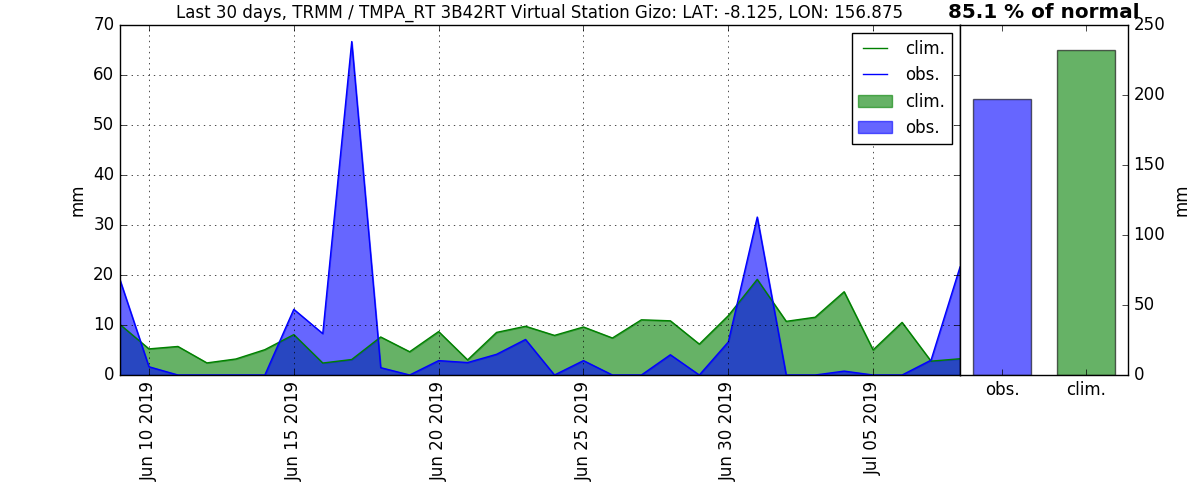 Last 30 days, TRMM / TMPA_RT 3B42RT Virtual Station Gizo: LAT: -8.125, LON: 156.875
85.1 % of normal
70
60
50
40
30
20
10
0
mm
clim.
obs.
clim.
obs.
Jun 10 2019
Jun 15 2019
Jun 20 2019
Jun 25 2019
Jun 30 2019
Jul 05 2019
250
200
150
100
50
0
mm
obs.
clim.